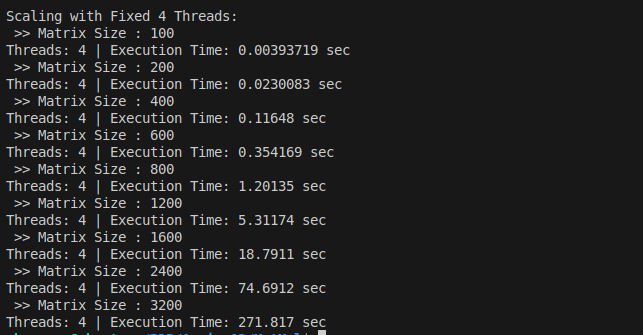 Scaling with Fixed 4 Threads:
>> Matrix Size : 100
Threads: 4 | Execution Time: 0.00393719 sec
>> Matrix Size : 200
Threads: 4 | Execution Time: 0.0230083 sec
>> Matrix Size : 400
Threads: 4 | Execution Time: 0.11648 sec
>> Matrix Size : 600
Threads: 4 | Execution Time: 0.354169 sec
>> Matrix Size : 800
Threads: 4 | Execution Time: 1.20135 sec
>> Matrix Size : 1200
Threads: 4 | Execution Time: 5.31174 sec
>> Matrix Size : 1600
Threads: 4 | Execution Time: 18.7911 sec
>> Matrix Size : 2400
Threads: 4 | Execution Time: 74.6912 sec
>> Matrix Size : 3200
Threads: 4 | Execution Time: 271.817 sec